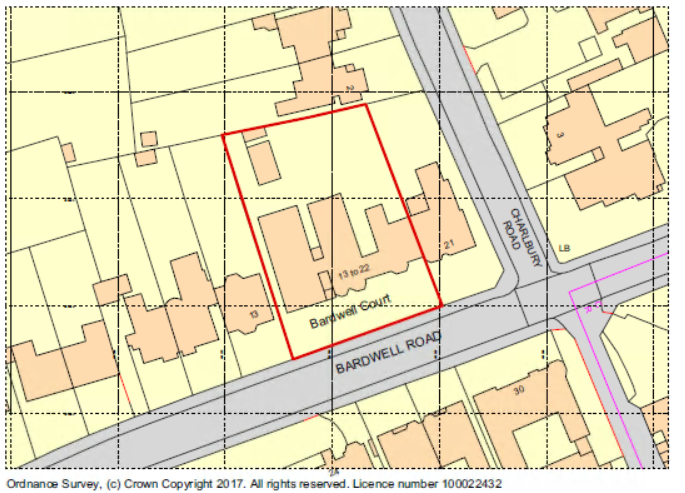 2
3
CHARLBURY
ROAD
LB
21
13 to 22
13
Bardwell Court
BARDWELL ROAD
30
24
Ordnance Survey, (c) Crown Copyright 2017. All rights reserved. Licence number 100022432